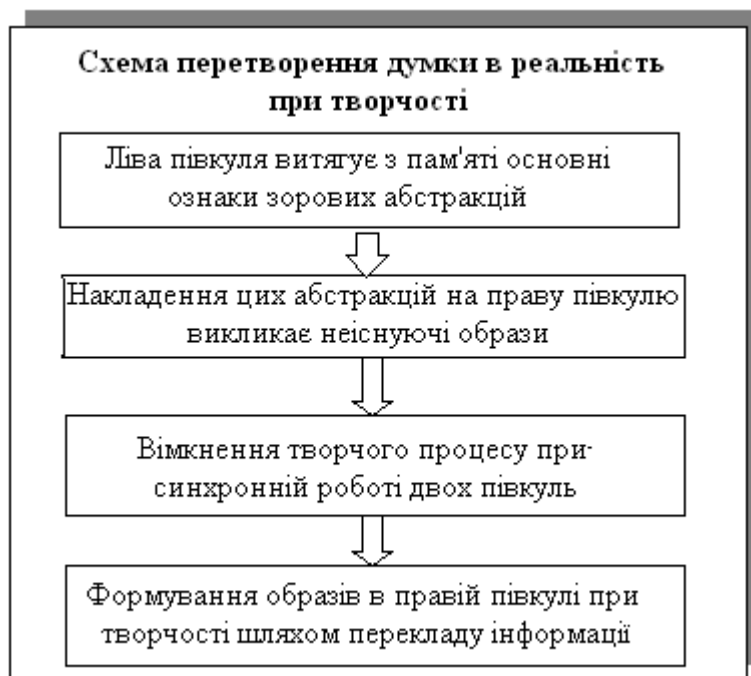 Схема перетворення думки в реальність
при творчості
Ліва півкуля витягує з пам'яті основні
ознаки зорових абстракцій
Накладення цих абстракцій на праву півкулю
викликає неіснуючі образи
Вімкнення творчого процесу при-
синхронній роботі двох півкуль
Формування образів в правій півкулі при
творчості шляхом перекладу інформації